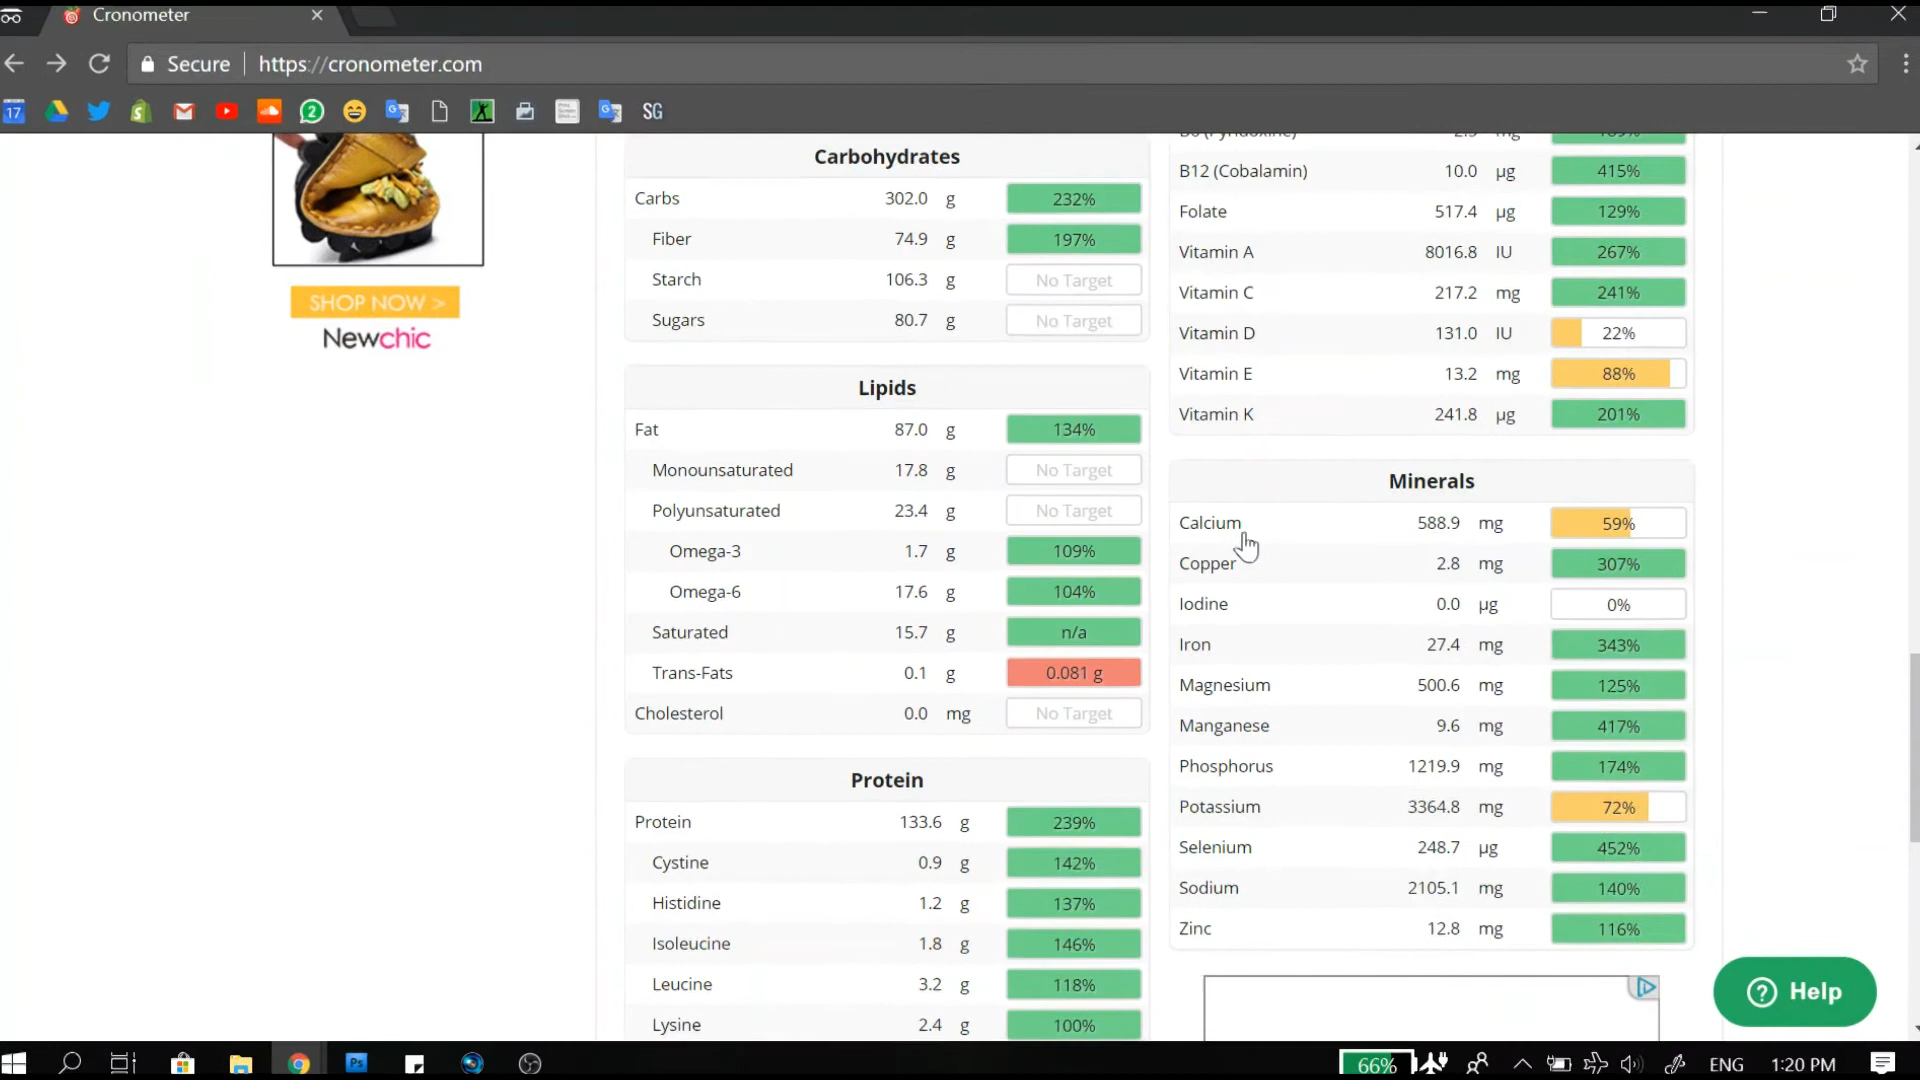 Cronometer
Secure https://cronometer.com
17 2 SG
SHOP NOW >
Newchic
Carbohydrates
Carbs 302.0 g 232%
Fiber 74.9 g 197%
Starch 106.3 g No Target
Sugars 80.7 g No Target
Lipids
Fat 87.0 g 134%
Monounsaturated 17.8 g No Target
Polyunsaturated 23.4 g No Target
Omega-3 1.7 g 109%
Omega-6 17.6 g 104%
Saturated 15.7 g n/a
Trans-Fats 0.1 g 0.081 g
Cholesterol 0.0 mg No Target
Protein
Protein 133.6 g 239%
Cystine 0.9 g 142%
Histidine 1.2 g 137%
Isoleucine 1.8 g 146%
Leucine 3.2 g 118%
Lysine 2.4 g 100%
B12 (Cobalamin) 10.0 µg 415%
Folate 517.4 µg 129%
Vitamin A 8016.8 IU 267%
Vitamin C 217.2 mg 241%
Vitamin D 131.0 IU 22%
Vitamin E 13.2 mg 88%
Vitamin K 241.8 µg 201%
Minerals
Calcium 588.9 mg 59%
Copper 2.8 mg 307%
Iodine 0.0 µg 0%
Iron 27.4 mg 343%
Magnesium 500.6 mg 125%
Manganese 9.6 mg 417%
Phosphorus 1219.9 mg 174%
Potassium 3364.8 mg 72%
Selenium 248.7 µg 452%
Sodium 2105.1 mg 140%
Zinc 12.8 mg 116%
? Help
Ps 66% ENG 1:20 PM